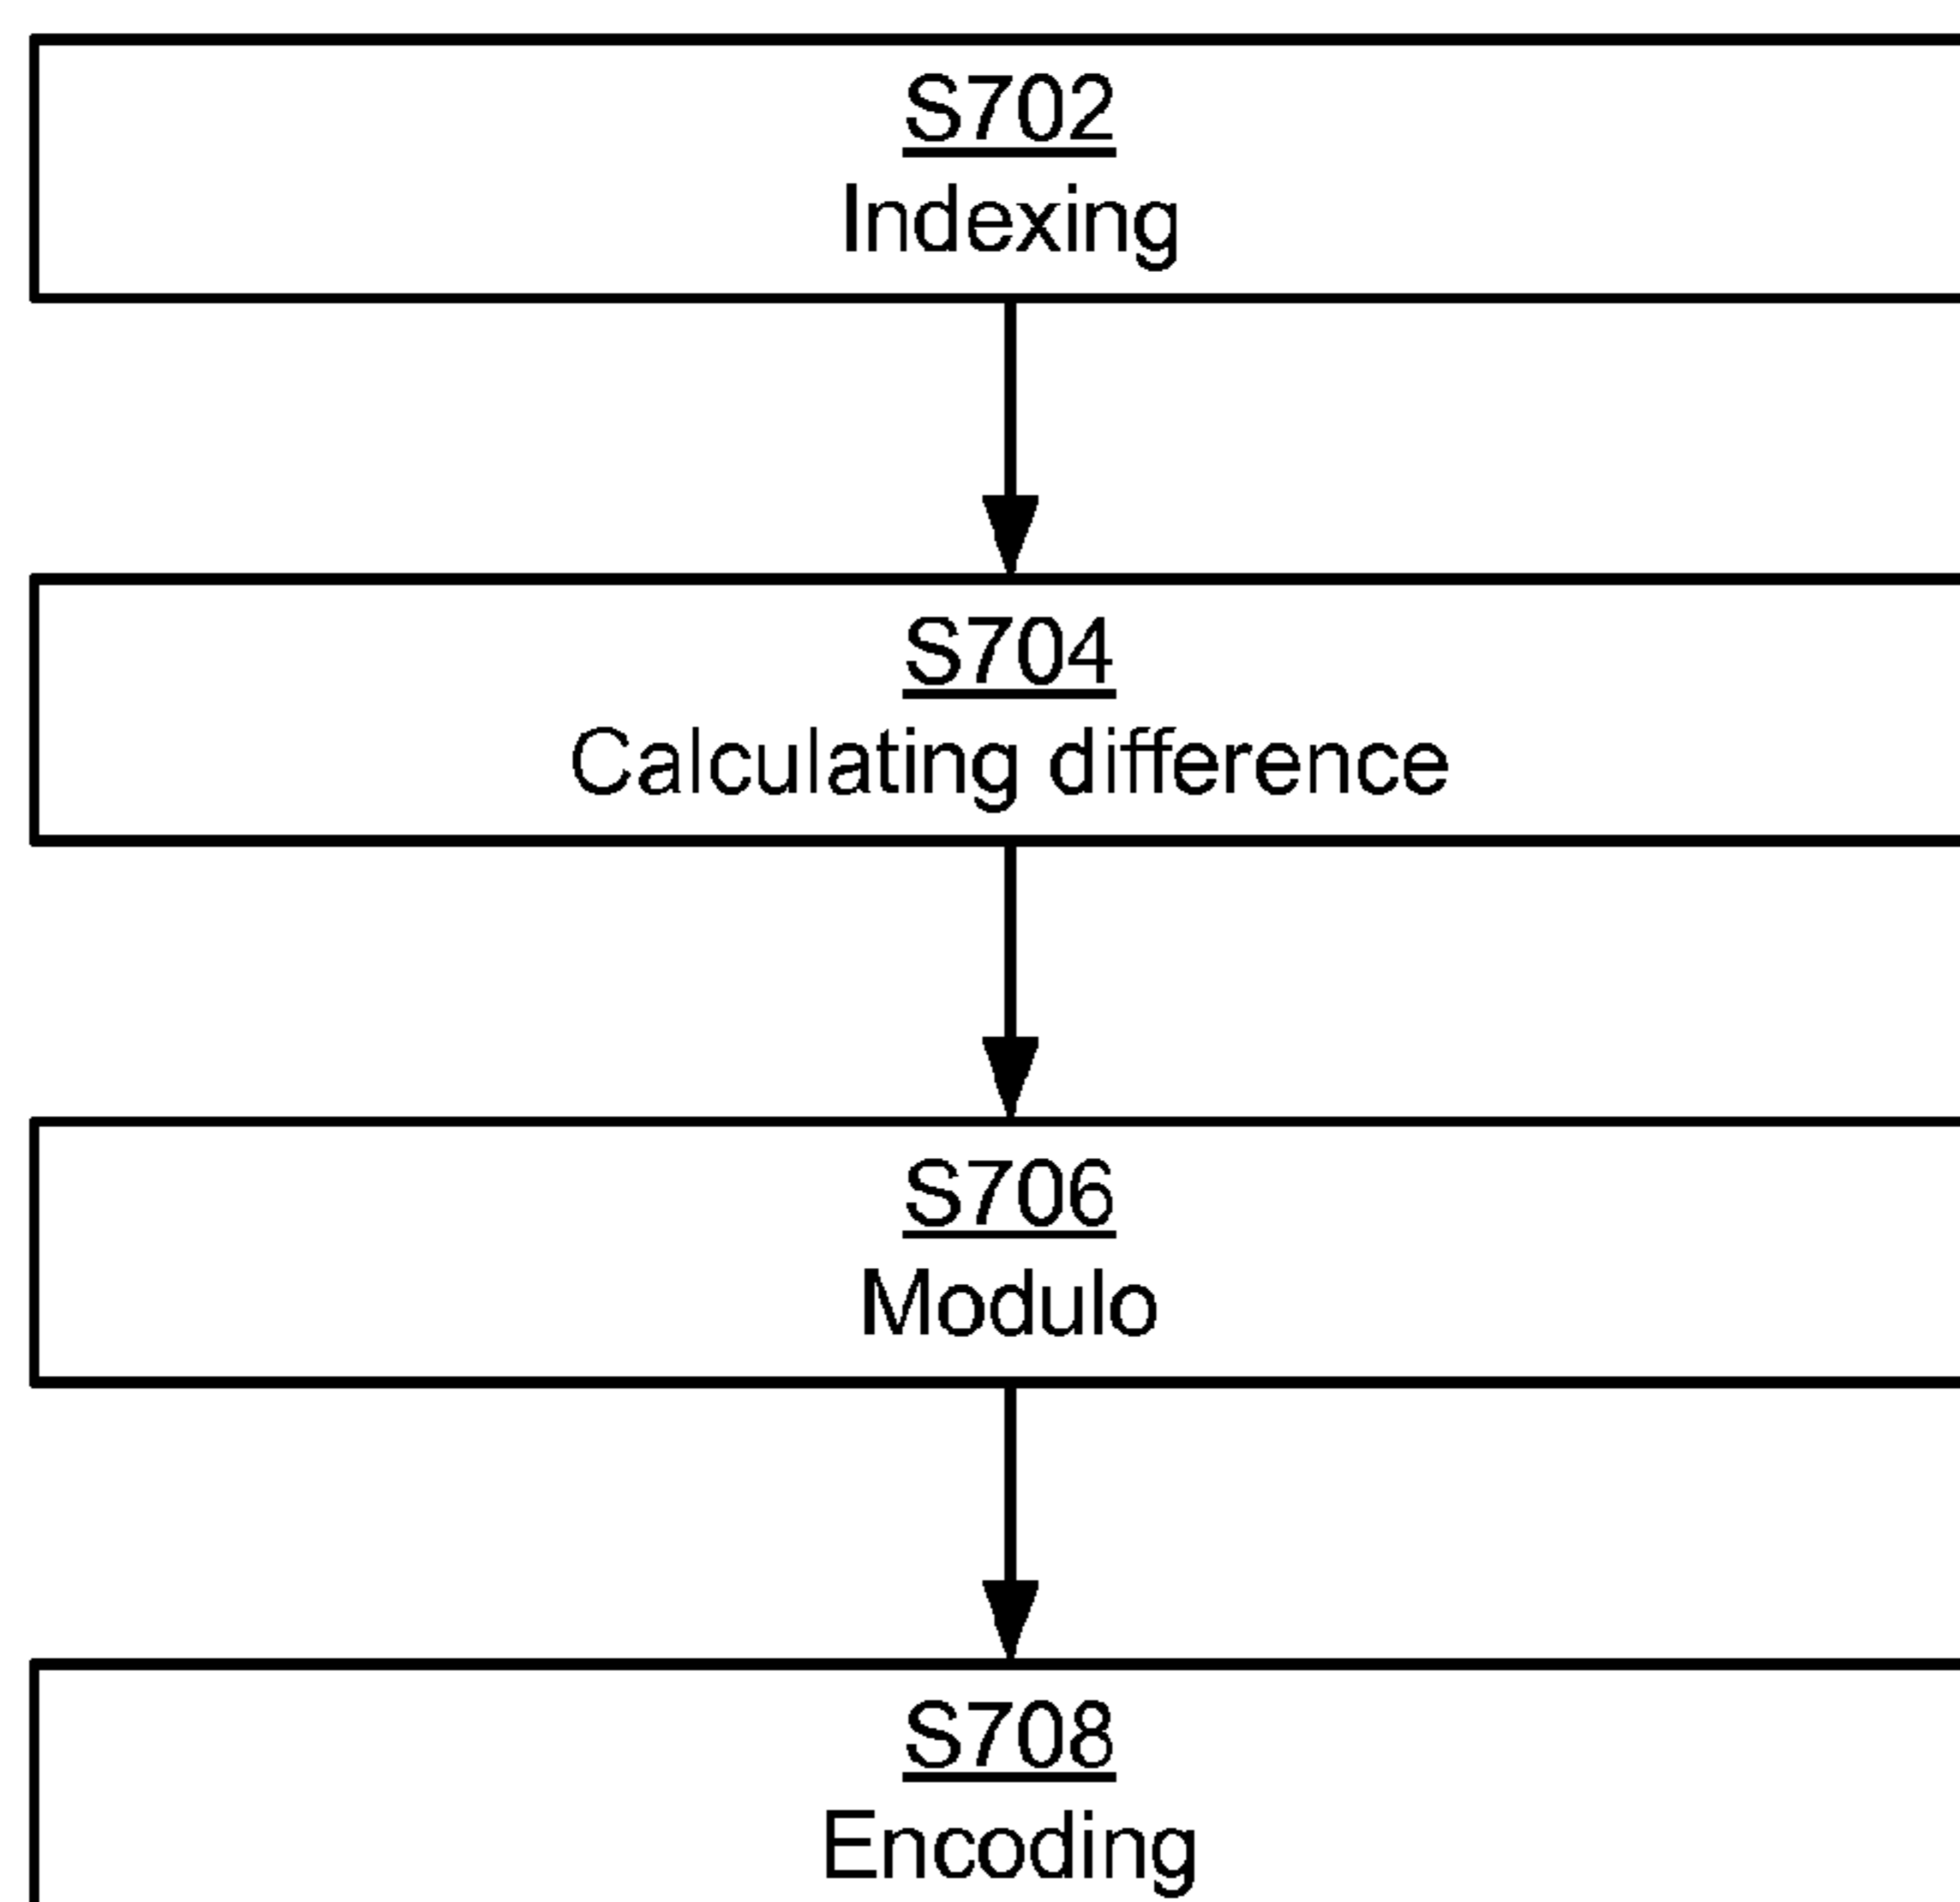 S702
Indexing
S704
Calculating difference
S706
Modulo
S708
Encoding